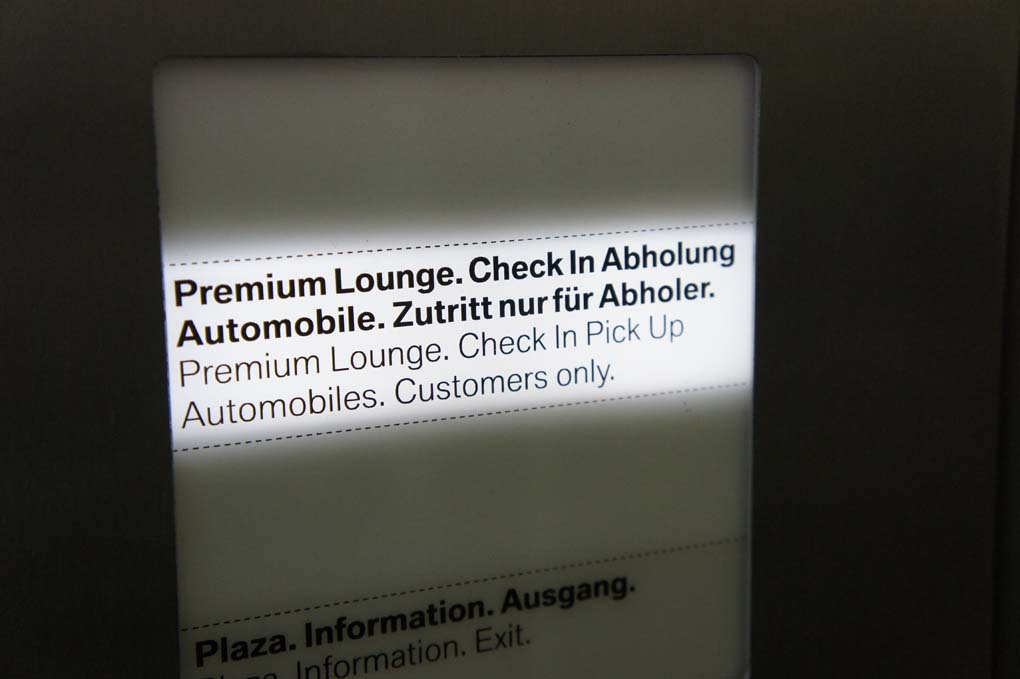 Premium Lounge. Check In Abholung
Automobile. Zutritt nur für Abholer.
Premium Lounge. Check In Pick Up
Automobiles. Customers only.
Plaza. Information. Ausgang.
Plaza. Information. Exit.